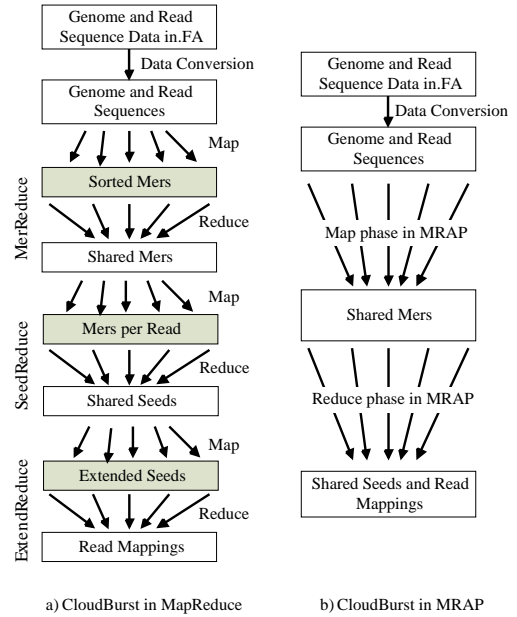 Genome and Read
Sequence Data in.FA
Data Conversion
Genome and Read
Sequences
Map
Sorted Mers
Reduce
Shared Mers
MerReduce
Map
Mers per Read
Reduce
Shared Seeds
SeedReduce
Map
Extended Seeds
Reduce
Read Mappings
ExtendReduce
a) CloudBurst in MapReduce
Genome and Read
Sequence Data in.FA
Data Conversion
Genome and Read
Sequences
Map phase in MRAP
Shared Mers
Reduce phase in MRAP
Shared Seeds and Read
Mappings
b) CloudBurst in MRAP